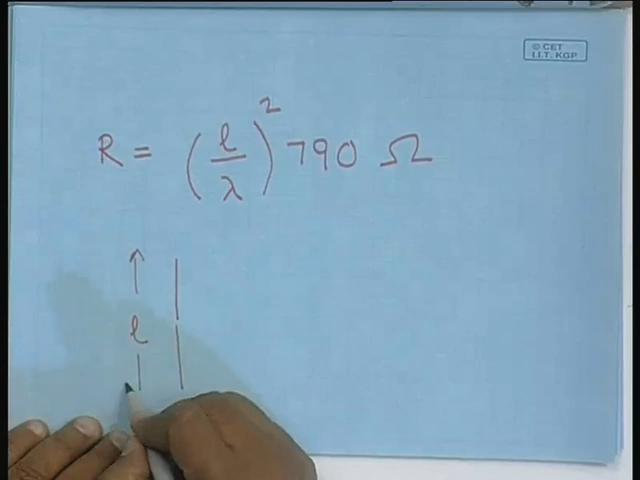 © CET
I.I.T. KGP
R = (l/λ)² 790 Ω
l